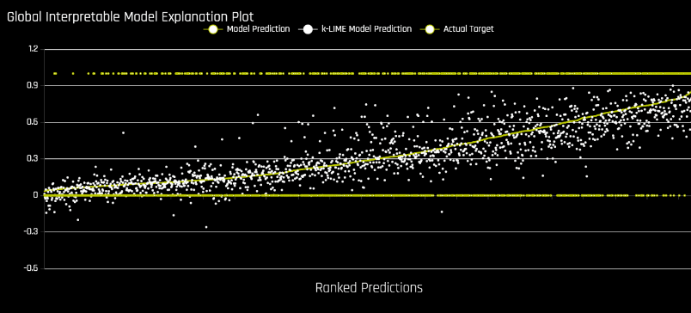 Global Interpretable Model Explanation Plot
Model Prediction k-LIME Model Prediction Actual Target
1.2
0.9
0.6
0.3
0
-0.3
-0.6
Ranked Predictions